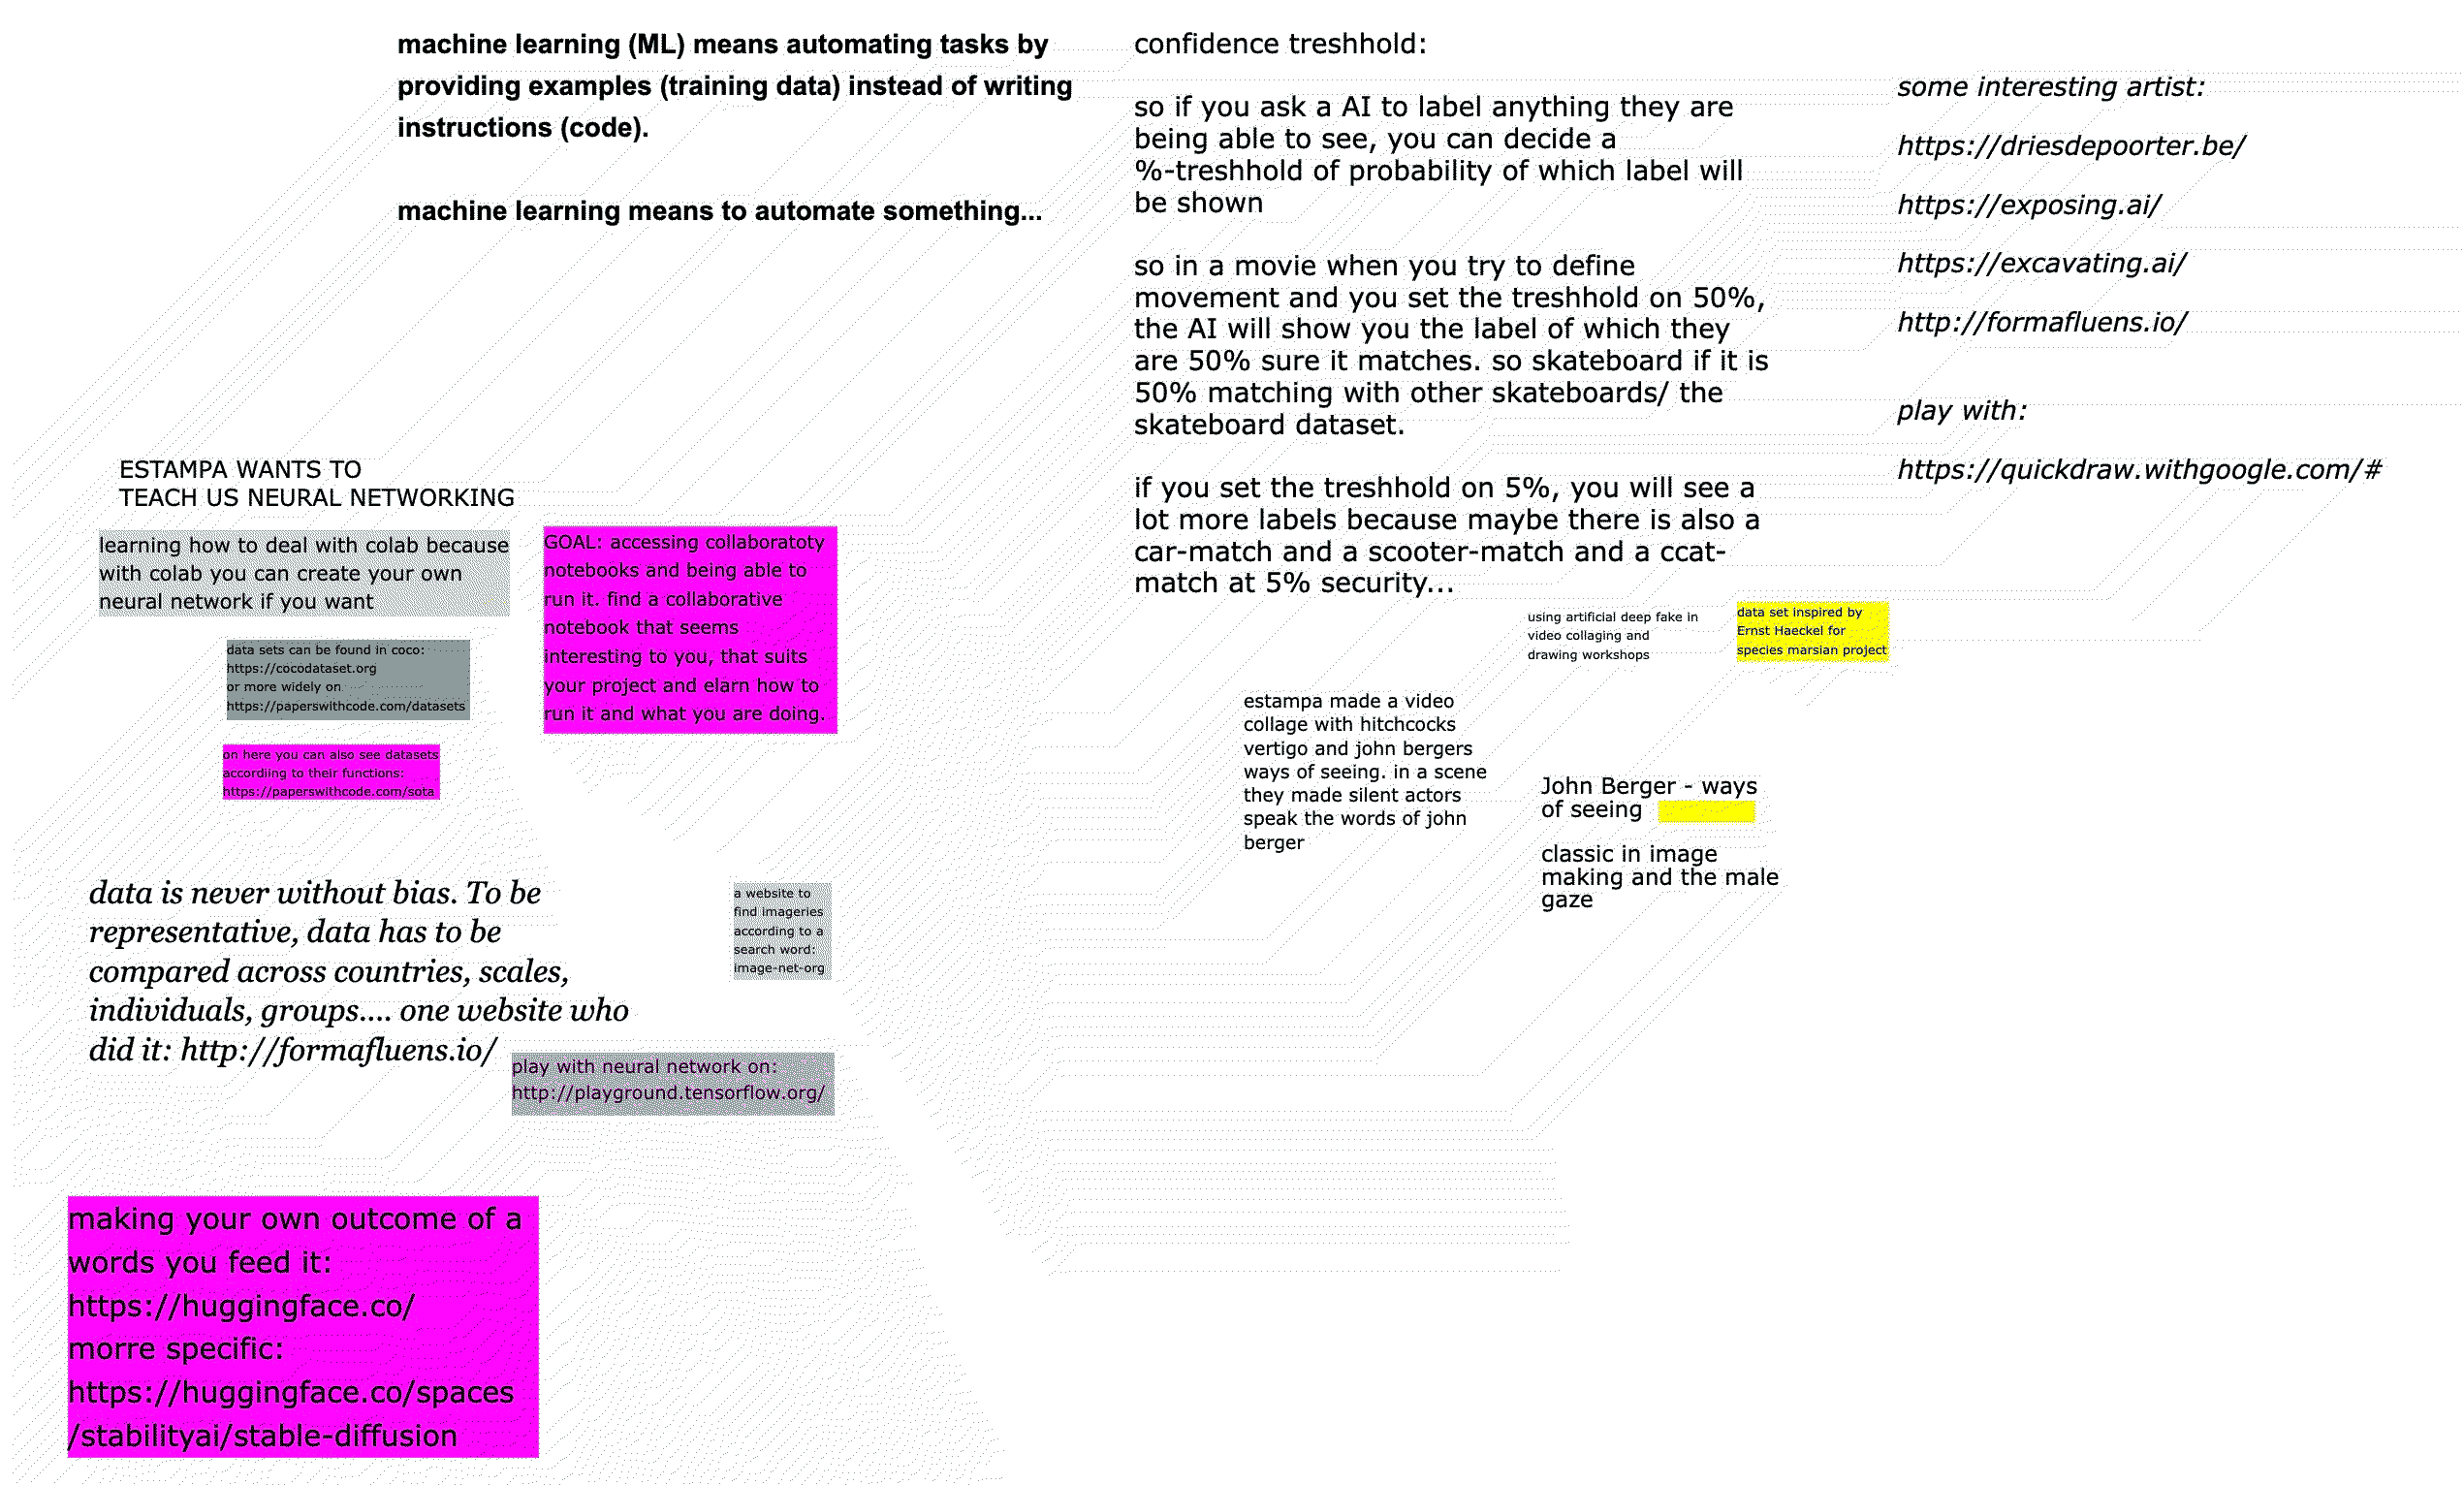 machine learning (ML) means automating tasks by
providing examples (training data) instead of writing
instructions (code).
machine learning means to automate something...
confidence treshhold:
so if you ask a AI to label anything they are
being able to see, you can decide a
%-treshhold of probability of which label will
be shown
so in a movie when you try to define
movement and you set the treshhold on 50%,
the AI will show you the label of which they
are 50% sure it matches. so skateboard if it is
50% matching with other skateboards/ the
skateboard dataset.
if you set the treshhold on 5%, you will see a
lot more labels because maybe there is also a
car-match and a scooter-match and a ccat-
match at 5% security...
some interesting artist:
https://driesdepoorter.be/
https://exposing.ai/
https://excavating.ai/
http://formafluens.io/
play with:
https://quickdraw.withgoogle.com/#
ESTAMPA WANTS TO
TEACH US NEURAL NETWORKING
learning how to deal with colab because
with colab you can create your own
neural network if you want
GOAL: accessing collaboratoty
notebooks and being able to
run it. find a collaborative
notebook that seems
interesting to you, that suits
your project and elarn how to
run it and what you are doing.
data sets can be found in coco:
https://cocodataset.org
or more widely on
https://paperswithcode.com/datasets
on here you can also see datasets
accordiing to their functions:
https://paperswithcode.com/sota
using artificial deep fake in
video collaging and
drawing workshops
data set inspired by
Ernst Haeckel for
species marsian project
estampa made a video
collage with hitchcocks
vertigo and john bergers
ways of seeing. in a scene
they made silent actors
speak the words of john
berger
John Berger - ways
of seeing
classic in image
making and the male
gaze
data is never without bias. To be
representative, data has to be
compared across countries, scales,
individuals, groups.... one website who
did it: http://formafluens.io/
a website to
find imageries
according to a
search word:
image-net-org
play with neural network on:
http://playground.tensorflow.org/
making your own outcome of a
words you feed it:
https://huggingface.co/
morre specific:
https://huggingface.co/spaces
/stabilityai/stable-diffusion